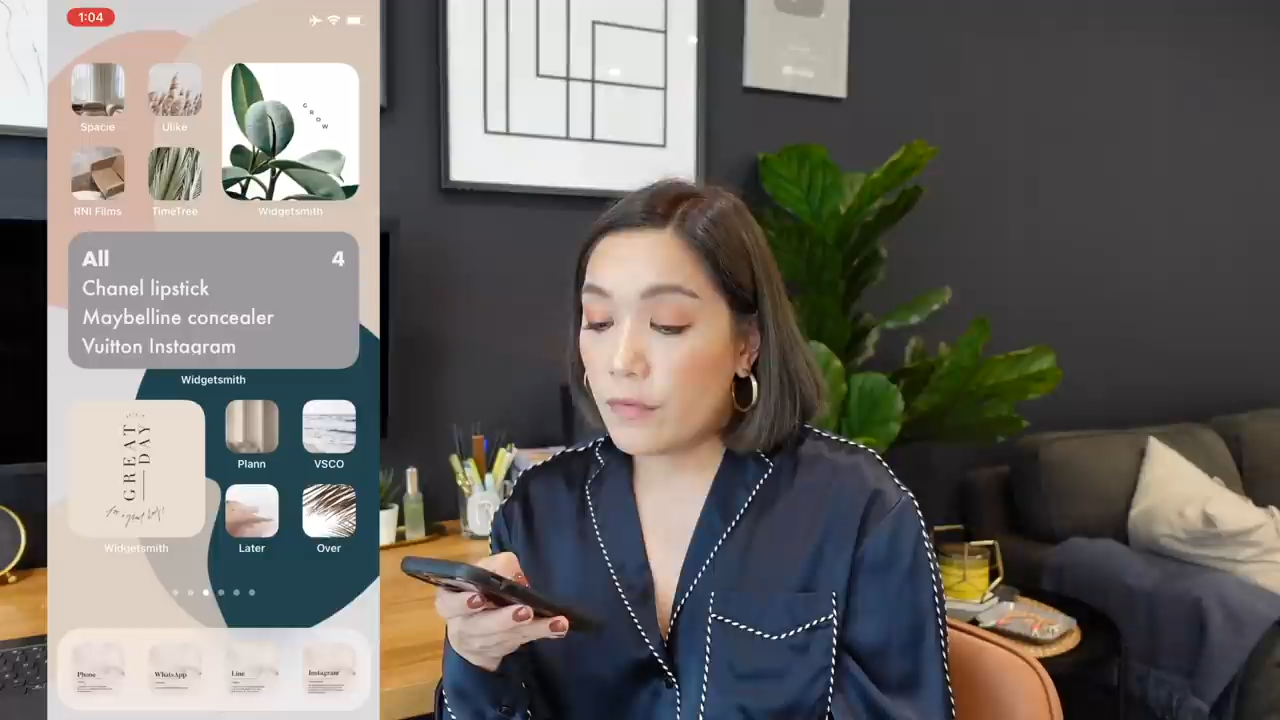 1:04
Spacie
Ulike
GROW
RNI Films
TimeTree
Widgetsmith
All
4
Chanel lipstick
Maybelline concealer
Vuitton Instagram
Widgetsmith
GREAT
DAY
Plann
VSCO
Later
Over
Widgetsmith
Phone
WhatsApp
Line
Instagram